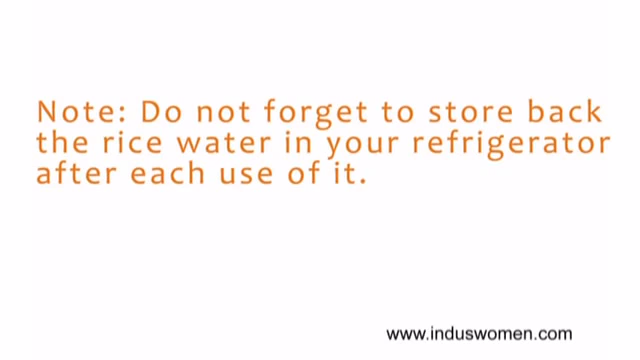 Note: Do not forget to store back
the rice water in your refrigerator
after each use of it.
www.induswomen.com